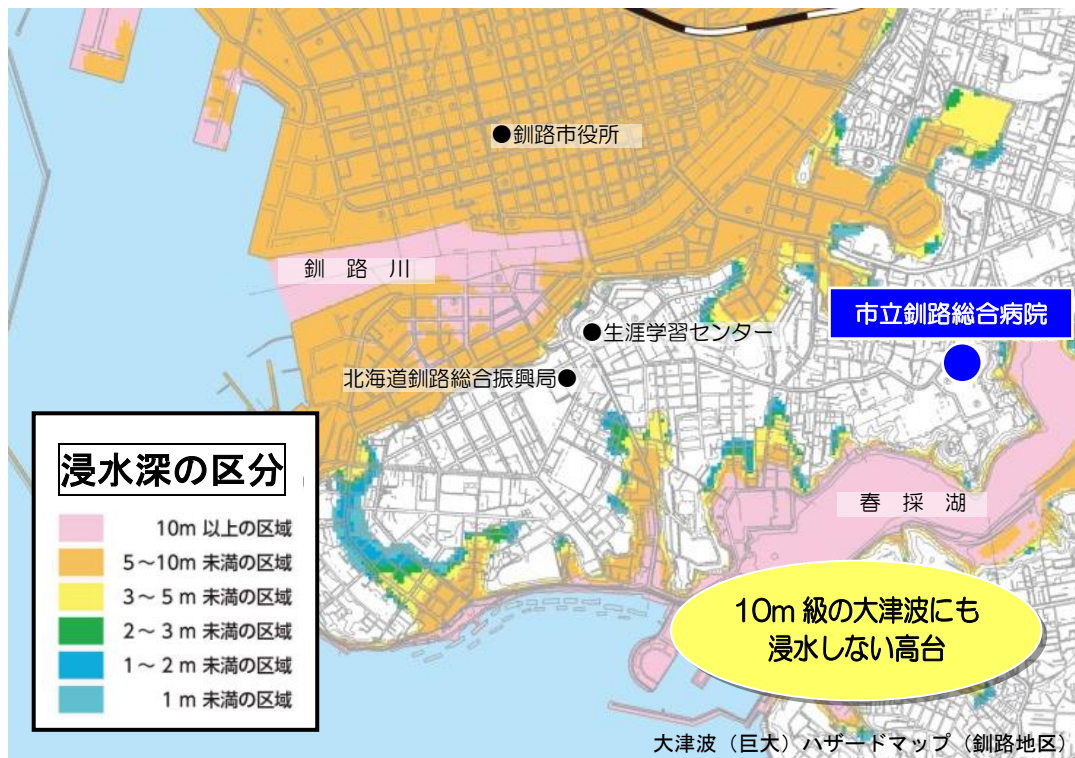 ●釧路市役所
釧路川
市立釧路総合病院
●生涯学習センター
北海道釧路総合振興局●
浸水深の区分
10m 以上の区域
5～10m 未満の区域
3～5m 未満の区域
2～3m 未満の区域
1～2m 未満の区域
1m 未満の区域
春採湖
10m 級の大津波にも
浸水しない高台
大津波（巨大）ハザードマップ（釧路地区）